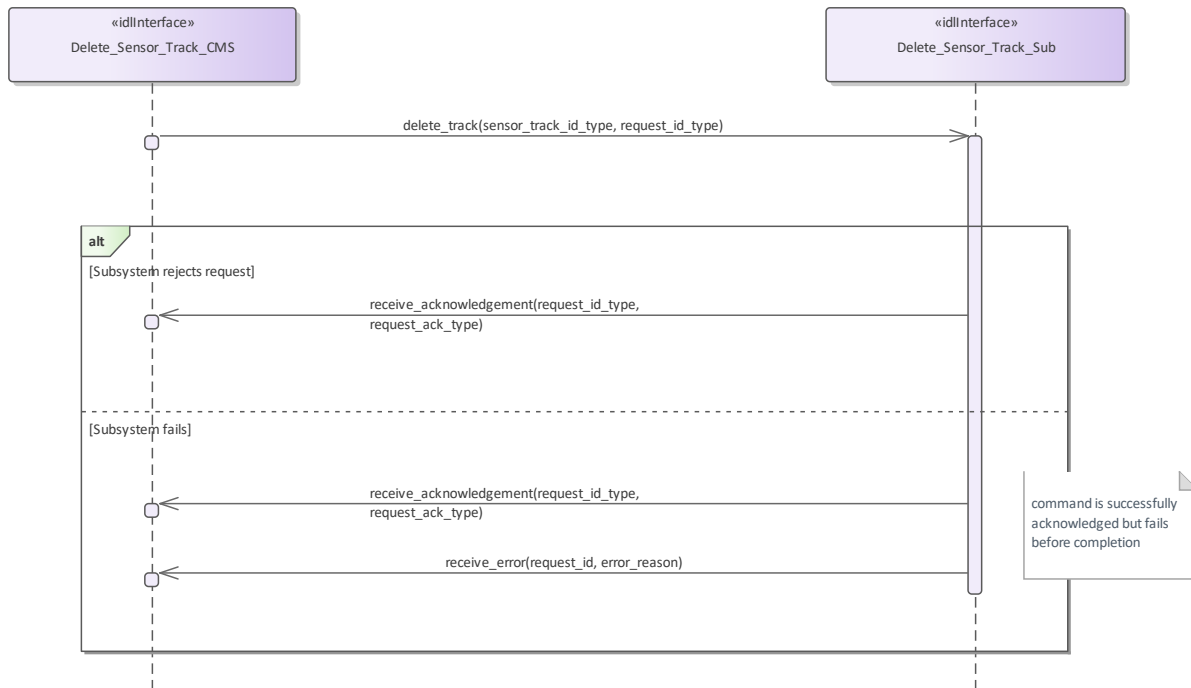 «idlInterface»
Delete_Sensor_Track_CMS
«idlInterface»
Delete_Sensor_Track_Sub
delete_track(sensor_track_id_type, request_id_type)
alt
[Subsystem rejects request]
receive_acknowledgement(request_id_type,
request_ack_type)
[Subsystem fails]
receive_acknowledgement(request_id_type,
request_ack_type)
command is successfully
acknowledged but fails
before completion
receive_error(request_id, error_reason)